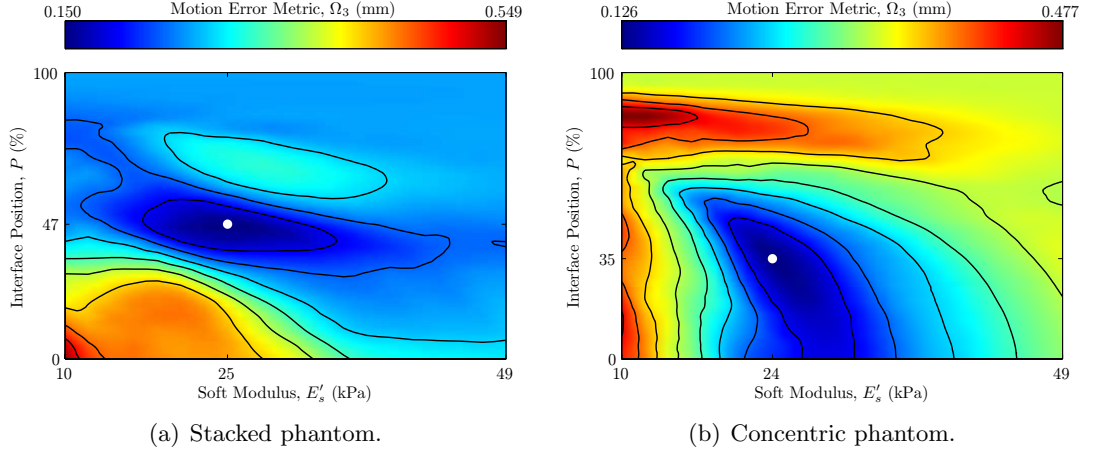 Motion Error Metric, Ω₃ (mm)
0.150 0.549
100
47
0
Interface Position, P (%)
10 25 49
Soft Modulus, E′ₛ (kPa)
(a) Stacked phantom.
Motion Error Metric, Ω₃ (mm)
0.126 0.477
100
35
0
Interface Position, P (%)
10 24 49
Soft Modulus, E′ₛ (kPa)
(b) Concentric phantom.